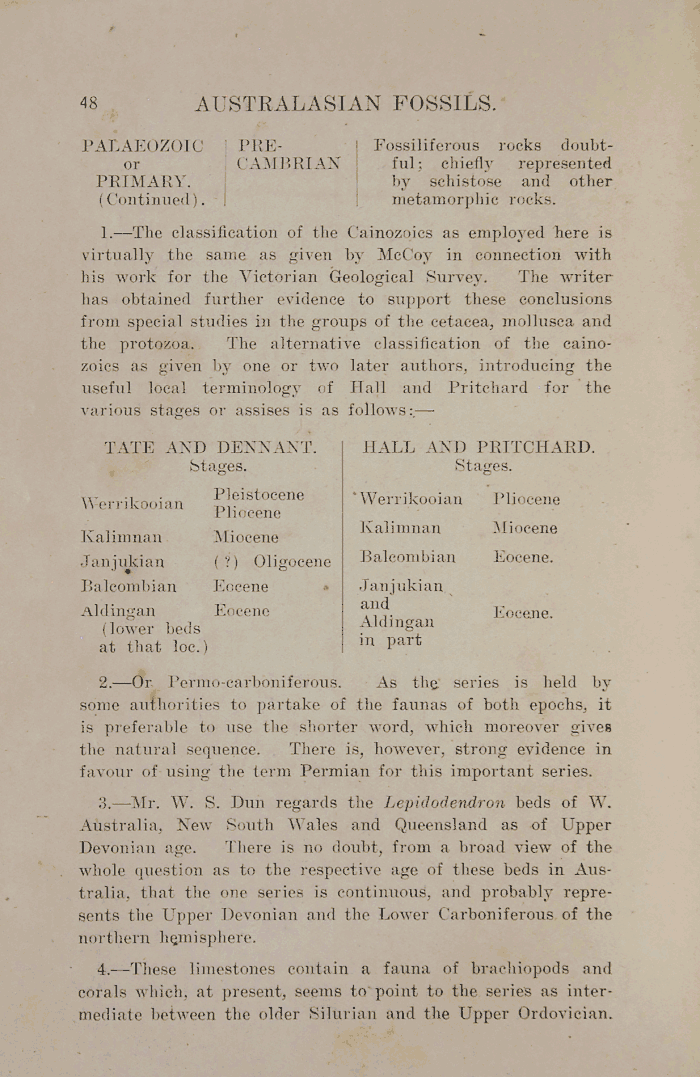 48 AUSTRALASIAN FOSSILS.
PALAEOZOIC PRE- Fossiliferous rocks doubt-
or CAMBRIAN ful; chiefly represented
PRIMARY. by schistose and other
(Continued). metamorphic rocks.
1.—The classification of the Cainozoics as employed here is
virtually the same as given by McCoy in connection with
his work for the Victorian Geological Survey. The writer
has obtained further evidence to support these conclusions
from special studies in the groups of the cetacea, mollusca and
the protozoa. The alternative classification of the caino-
zoics as given by one or two later authors, introducing the
useful local terminology of Hall and Pritchard for the
various stages or assises is as follows:—
TATE AND DENNANT.
Stages.
Werrikooian Pleistocene
Pliocene
Kalimnan Miocene
Janjukian (?) Oligocene
Balcombian Eocene
Aldingan Eocene
(lower beds
at that loc.)
HALL AND PRITCHARD.
Stages.
Werrikooian Pliocene
Kalimnan Miocene
Balcombian Eocene.
Janjukian
and
Aldingan Eocene.
in part
2.—Or Permo-carboniferous. As the series is held by
some authorities to partake of the faunas of both epochs, it
is preferable to use the shorter word, which moreover gives
the natural sequence. There is, however, strong evidence in
favour of using the term Permian for this important series.
3.—Mr. W. S. Dun regards the Lepidodendron beds of W.
Australia, New South Wales and Queensland as of Upper
Devonian age. There is no doubt, from a broad view of the
whole question as to the respective age of these beds in Aus-
tralia, that the one series is continuous, and probably repre-
sents the Upper Devonian and the Lower Carboniferous of the
northern hemisphere.
4.—These limestones contain a fauna of brachiopods and
corals which, at present, seems to point to the series as inter-
mediate between the older Silurian and the Upper Ordovician.